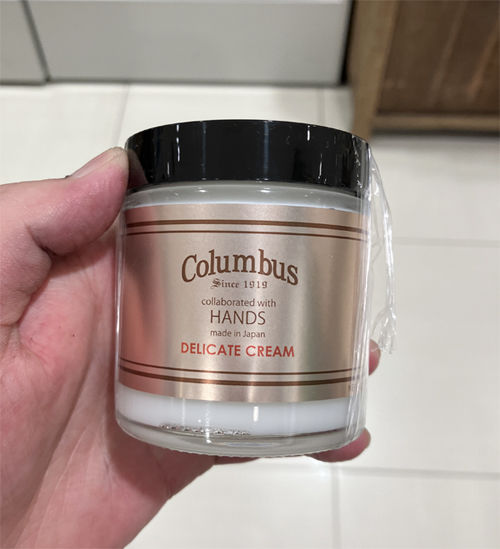 Columbus
Since 1919
collaborated with
HANDS
made in Japan
DELICATE CREAM